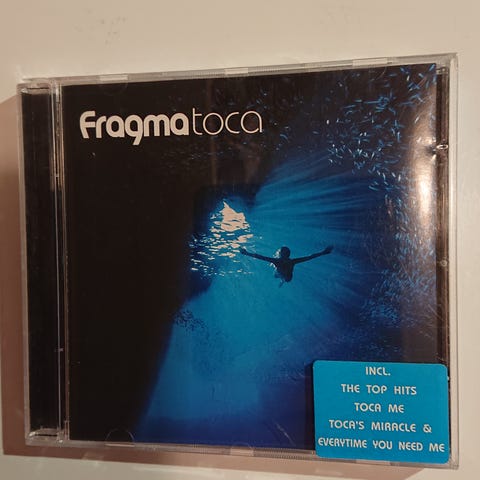 Fragmatoca
INCL.
THE TOP HITS
TOCA ME
TOCA'S MIRACLE &
EVERYTIME YOU NEED ME